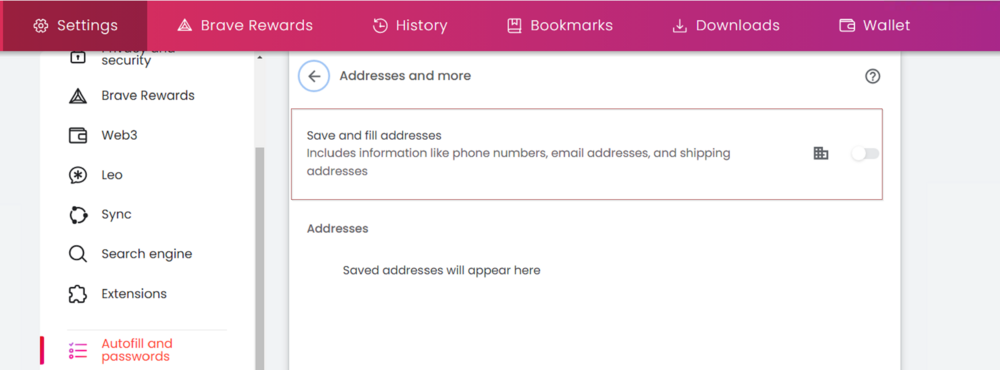 Settings
Brave Rewards
History
Bookmarks
Downloads
Wallet
Privacy and
security
Brave Rewards
Web3
Leo
Sync
Search engine
Extensions
Autofill and
passwords
Addresses and more
Save and fill addresses
Includes information like phone numbers, email addresses, and shipping
addresses
Addresses
Saved addresses will appear here